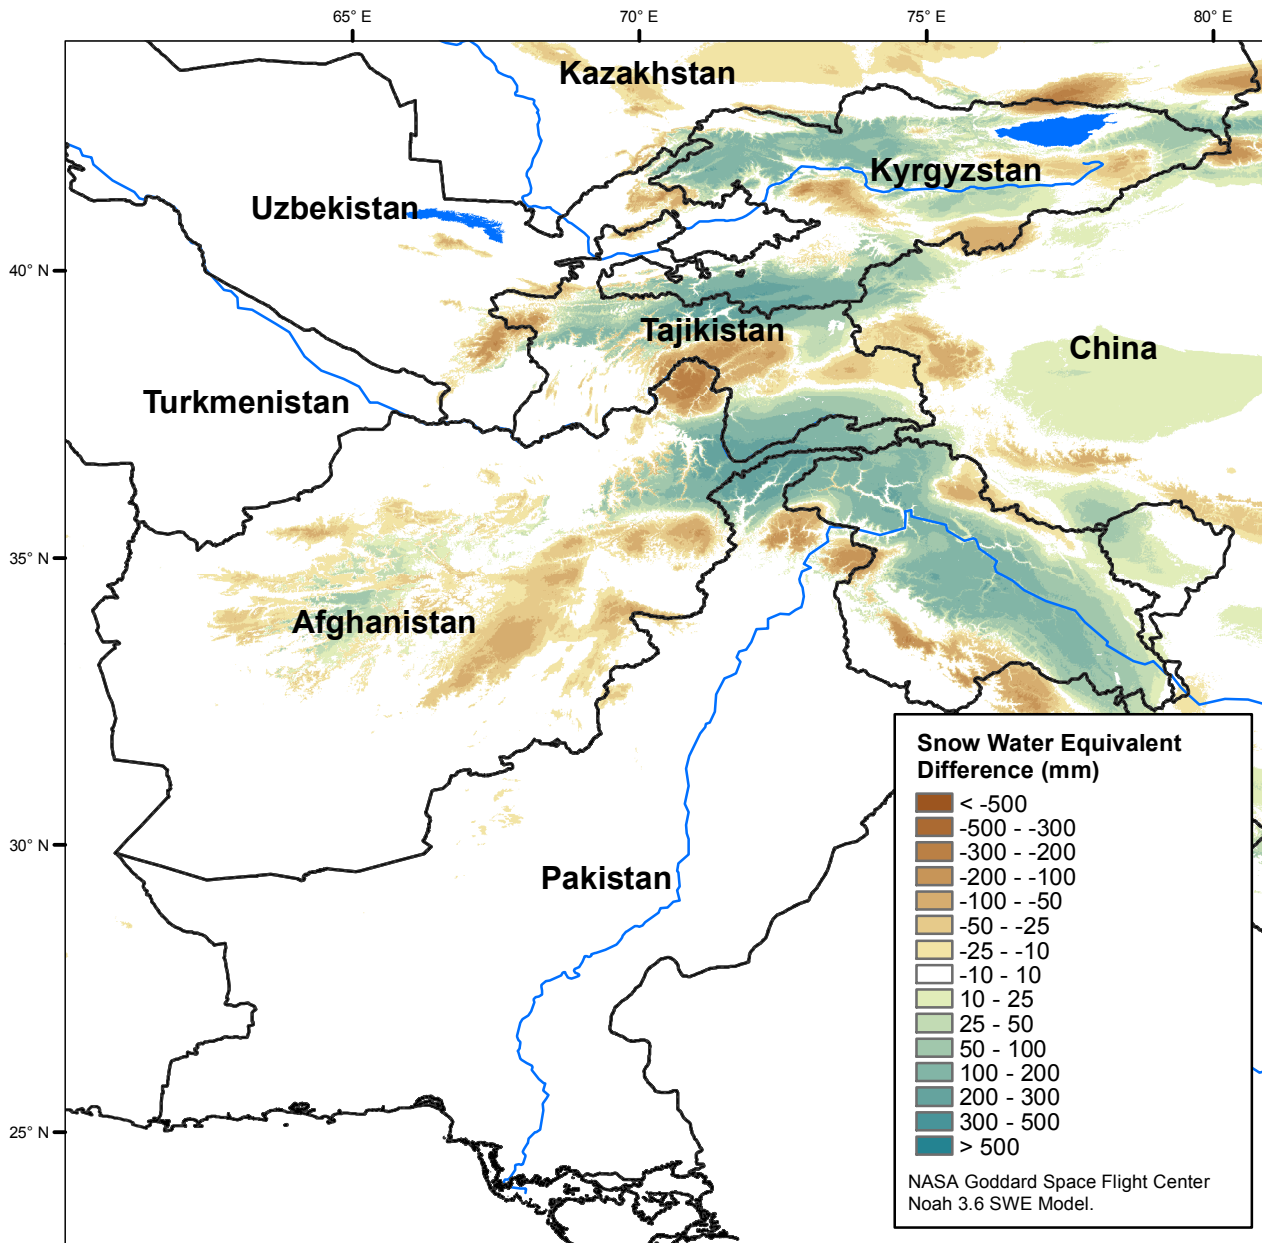 65° E
70° E
75° E
80° E
Kazakhstan
Kyrgyzstan
Uzbekistan
40° N
Tajikistan
China
Turkmenistan
35° N
Afghanistan
30° N
Pakistan
25° N
Snow Water Equivalent
Difference (mm)
< -500
-500 - -300
-300 - -200
-200 - -100
-100 - -50
-50 - -25
-25 - -10
-10 - 10
10 - 25
25 - 50
50 - 100
100 - 200
200 - 300
300 - 500
> 500
NASA Goddard Space Flight Center
Noah 3.6 SWE Model.